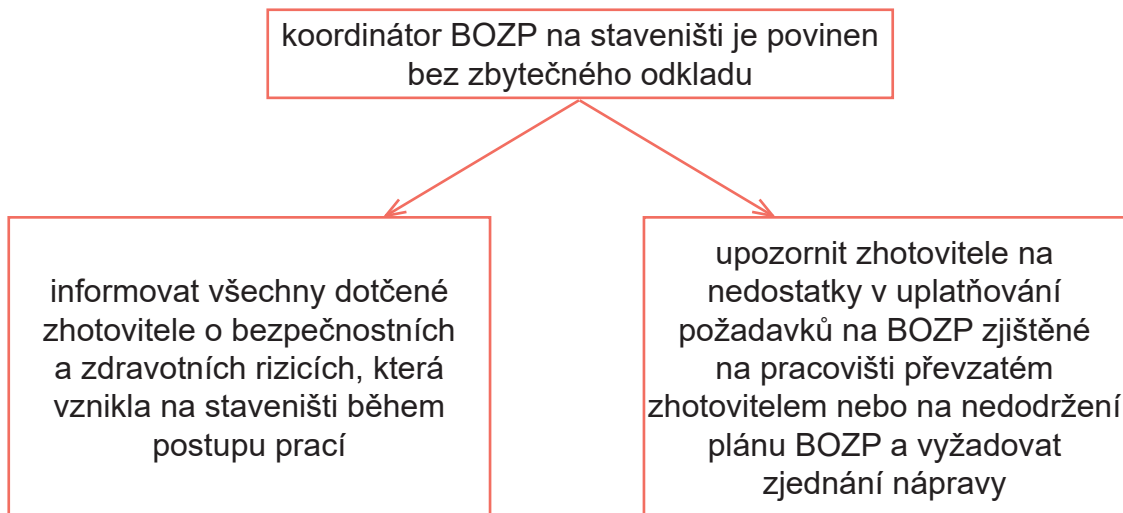 koordinátor BOZP na staveništi je povinen
bez zbytečného odkladu
informovat všechny dotčené
zhotovitele o bezpečnostních
a zdravotních rizicích, která
vznikla na staveništi během
postupu prací
upozornit zhotovitele na
nedostatky v uplatňování
požadavků na BOZP zjištěné
na pracovišti převzatém
zhotovitelem nebo na nedodržení
plánu BOZP a vyžadovat
zjednání nápravy